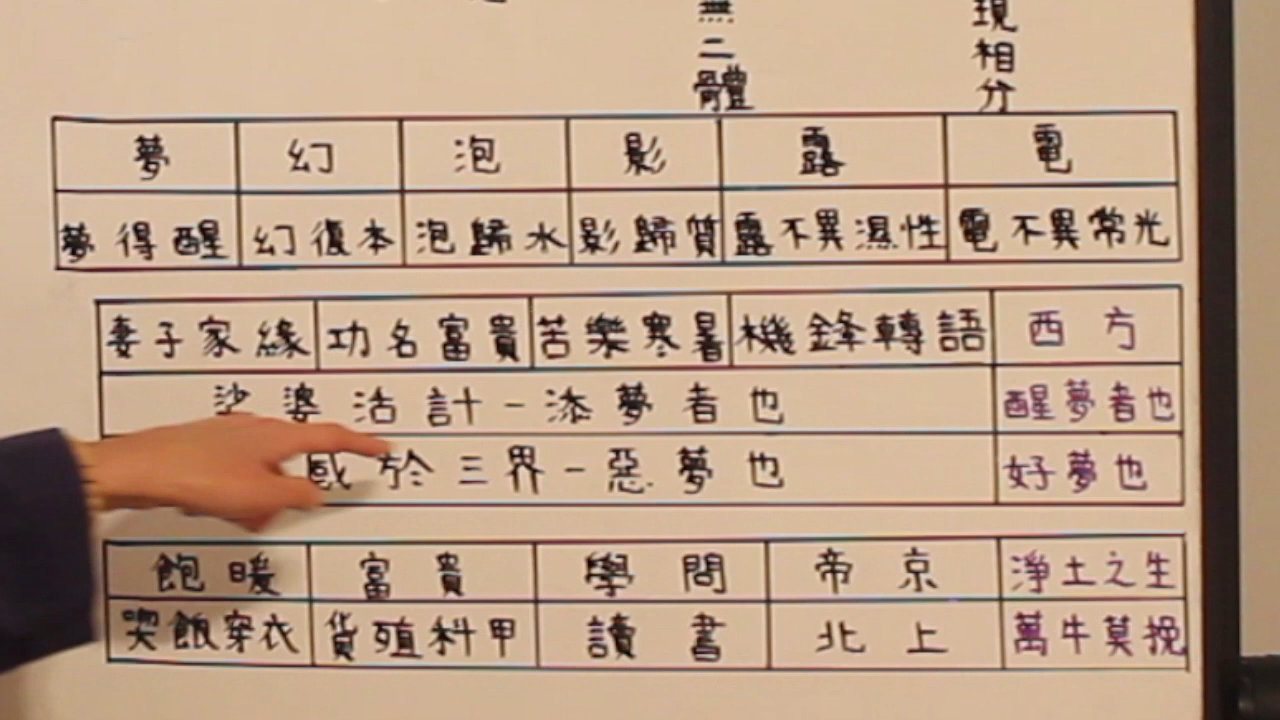 無二體
現相分
夢 幻 泡 影 露 電
夢得醒 幻復本 泡歸水 影歸質 露不異濕性 電不異常光
妻子家緣 功名富貴 苦樂寒暑 機鋒轉語 西方
娑婆活計－添夢者也 醒夢者也
感於三界－惡夢也 好夢也
飽暖 富貴 學問 帝京 淨土之生
喫飯穿衣 貨殖科甲 讀書 北上 萬牛莫挽